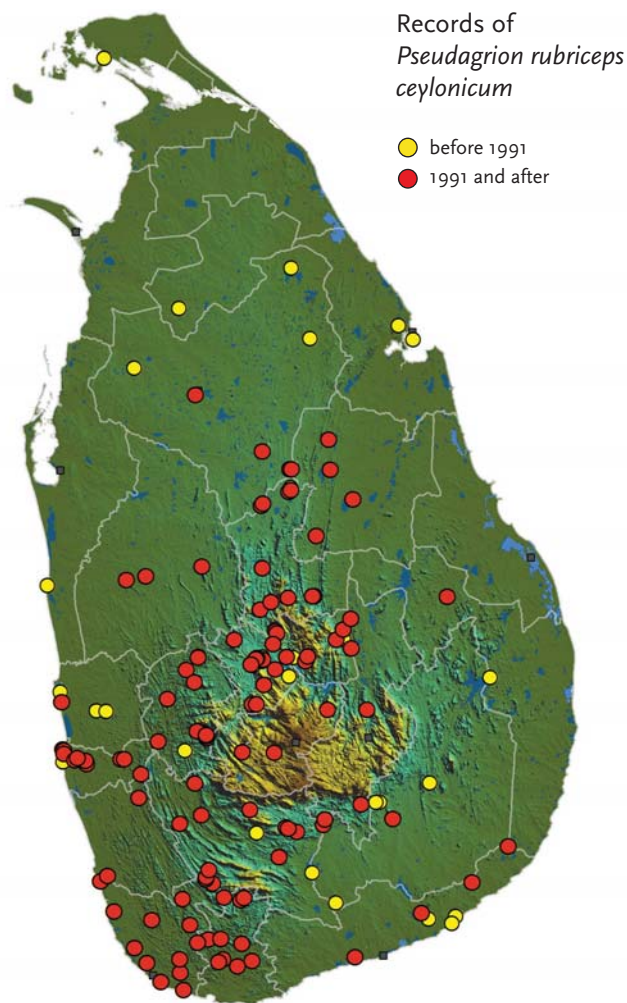 Records of
Pseudagrion rubriceps
ceylonicum
before 1991
1991 and after